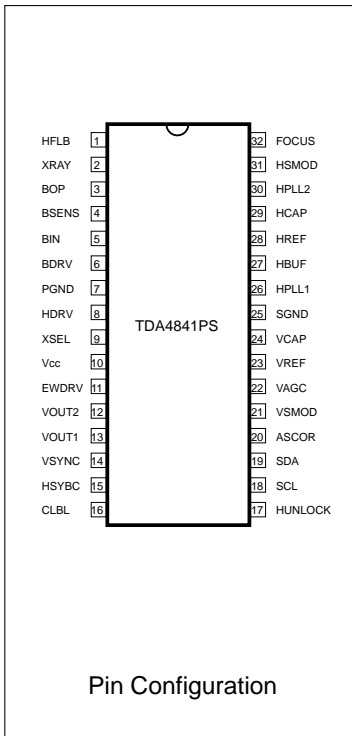 HFLB 1 32 FOCUS
XRAY 2 31 HSMOD
BOP 3 30 HPLL2
BSENS 4 29 HCAP
BIN 5 28 HREF
BDRV 6 27 HBUF
PGND 7 26 HPLL1
HDRV 8 25 SGND
TDA4841PS
XSEL 9 24 VCAP
Vcc 10 23 VREF
EWDRV 11 22 VAGC
VOUT2 12 21 VSMOD
VOUT1 13 20 ASCOR
VSYNC 14 19 SDA
HSYBC 15 18 SCL
CLBL 16 17 HUNLOCK
Pin Configuration